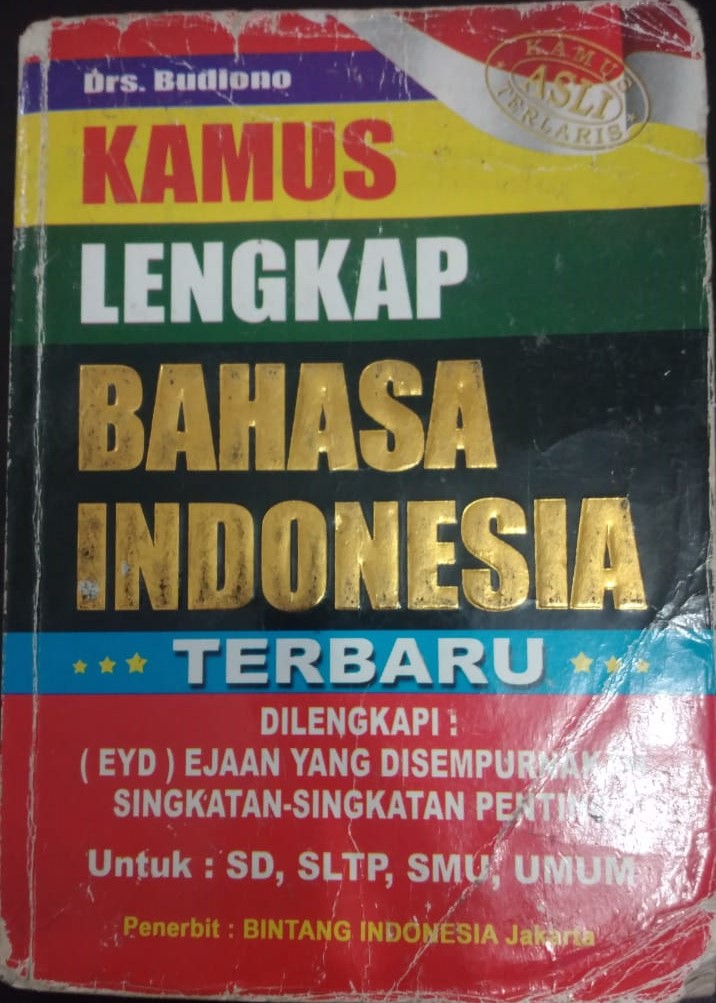 Drs. Budiono
KAMUS
ASLI
TERLARIS
KAMUS
LENGKAP
BAHASA
INDONESIA
TERBARU
DILENGKAPI :
( EYD ) EJAAN YANG DISEMPURNAKAN
SINGKATAN-SINGKATAN PENTING
Untuk : SD, SLTP, SMU, UMUM
Penerbit : BINTANG INDONESIA Jakarta